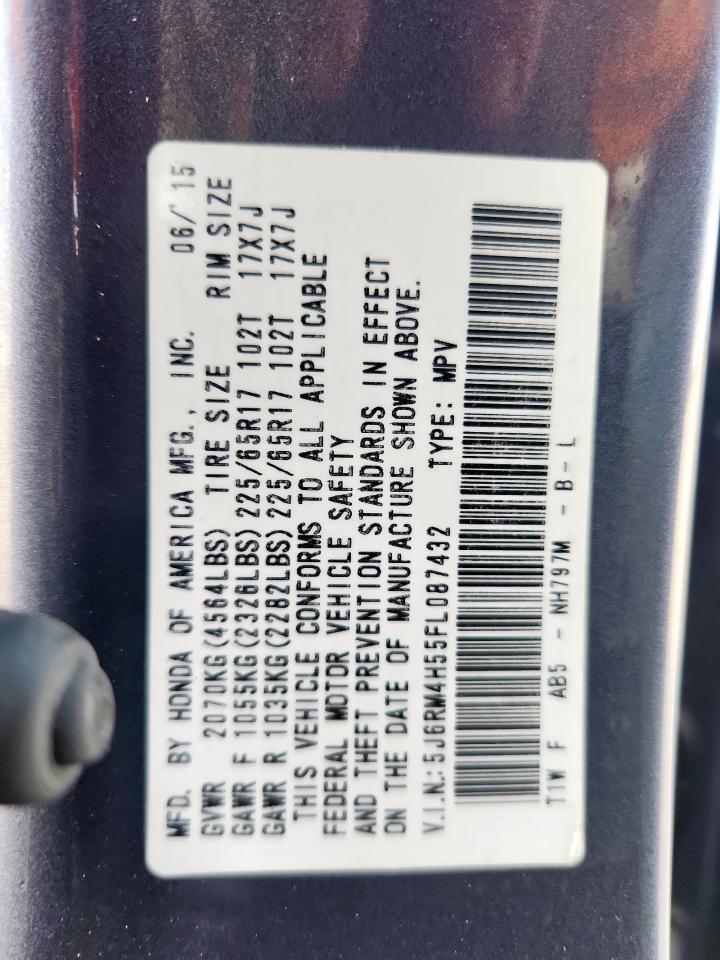 MFD. BY HONDA OF AMERICA MFG., INC. 06/'15
GVWR 2070KG(4564LBS) TIRE SIZE RIM SIZE
GAWR F 1055KG(2326LBS) 225/65R17 102T 17X7J
GAWR R 1035KG(2282LBS) 225/65R17 102T 17X7J
THIS VEHICLE CONFORMS TO ALL APPLICABLE
FEDERAL MOTOR VEHICLE SAFETY
AND THEFT PREVENTION STANDARDS IN EFFECT
ON THE DATE OF MANUFACTURE SHOWN ABOVE.
V.I.N.:5J6RM4H55FL087432 TYPE: MPV
T1W F AB5 - NH797M - B - L